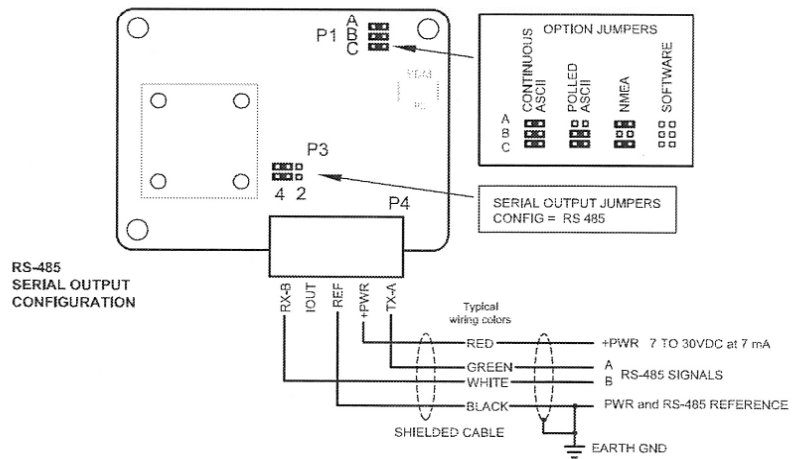 P1
A
B
C
OPTION JUMPERS
CONTINUOUS
ASCII
POLLED
ASCII
NMEA
SOFTWARE
A
B
C
P3
4 2
P4
SERIAL OUTPUT JUMPERS
CONFIG = RS 485
RS-485
SERIAL OUTPUT
CONFIGURATION
RX-B
IOUT
REF
+PWR
TX-A
Typical
wiring colors
RED
+PWR 7 TO 30VDC at 7 mA
GREEN
A
WHITE
B
RS-485 SIGNALS
BLACK
PWR and RS-485 REFERENCE
SHIELDED CABLE
EARTH GND